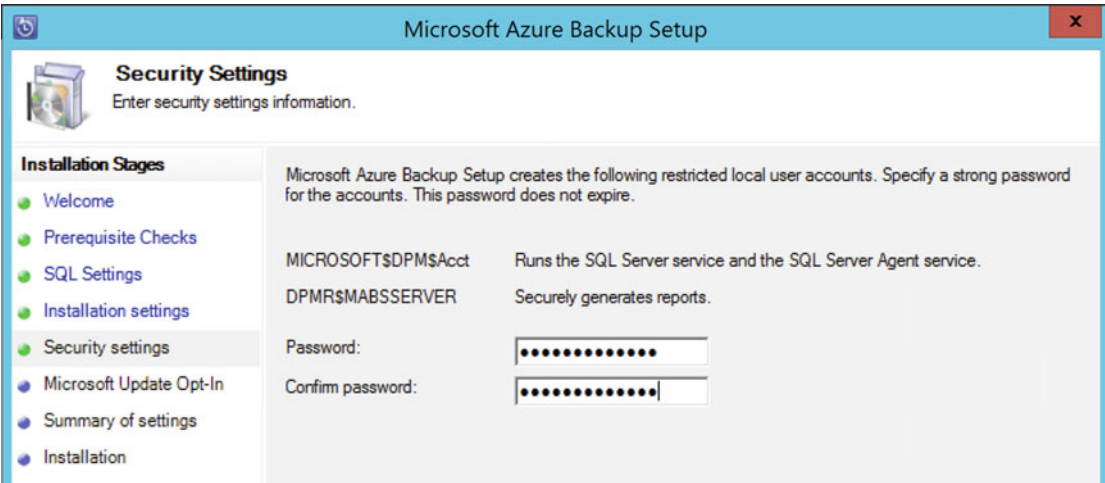 Microsoft Azure Backup Setup
x
Security Settings
Enter security settings information.
Installation Stages
Welcome
Prerequisite Checks
SQL Settings
Installation settings
Security settings
Microsoft Update Opt-In
Summary of settings
Installation
Microsoft Azure Backup Setup creates the following restricted local user accounts. Specify a strong password
for the accounts. This password does not expire.
MICROSOFT$DPM$Acct Runs the SQL Server service and the SQL Server Agent service.
DPMR$MABSSERVER Securely generates reports.
Password: •••••••••••••
Confirm password: •••••••••••••